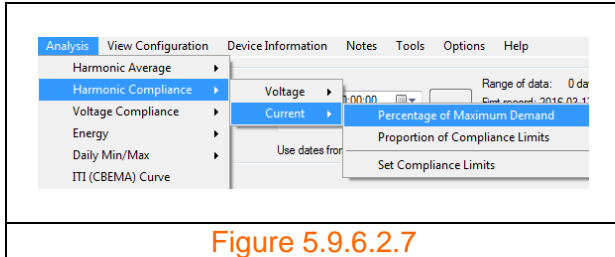 Analysis View Configuration Device Information Notes Tools Options Help
Harmonic Average
Range of data: 0
Harmonic Compliance
Voltage
Voltage Compliance
Current
Percentage of Maximum Demand
Energy
Proportion of Compliance Limits
Daily Min/Max
Use dates
Set Compliance Limits
ITI (CBEMA) Curve
Figure 5.9.6.2.7